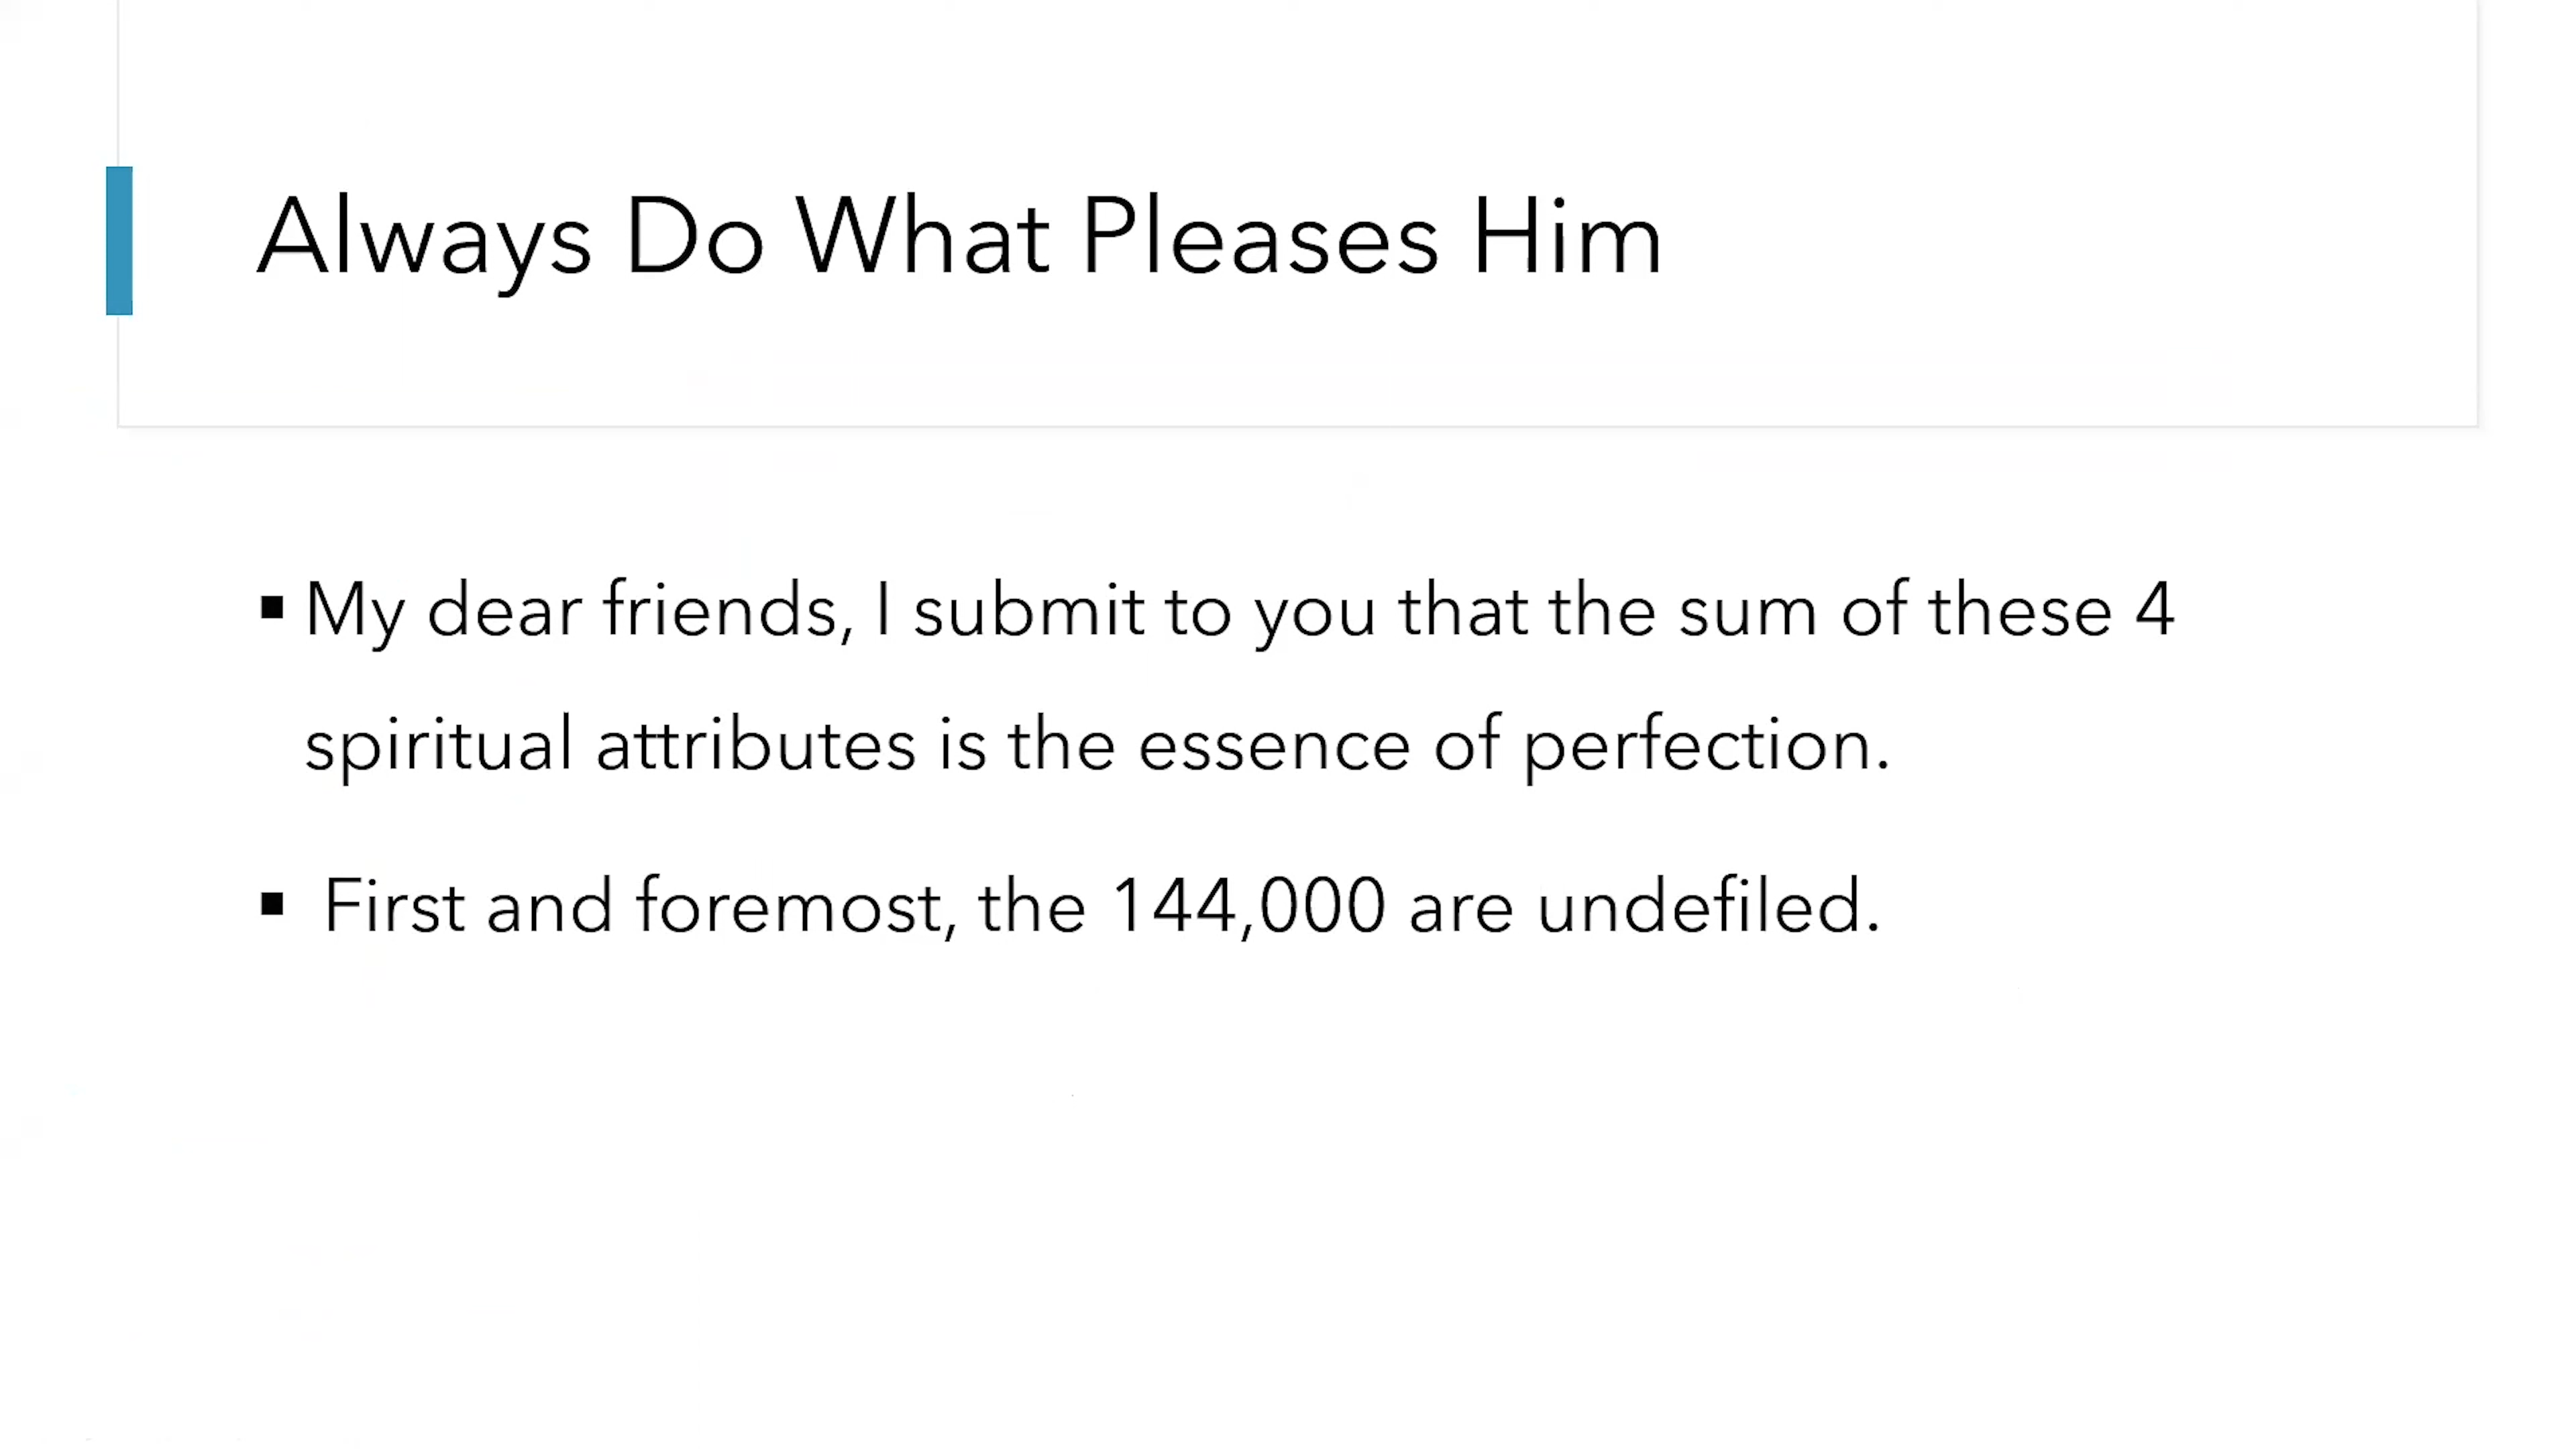 Always Do What Pleases Him
▪ My dear friends, I submit to you that the sum of these 4
spiritual attributes is the essence of perfection.
▪ First and foremost, the 144,000 are undefiled.